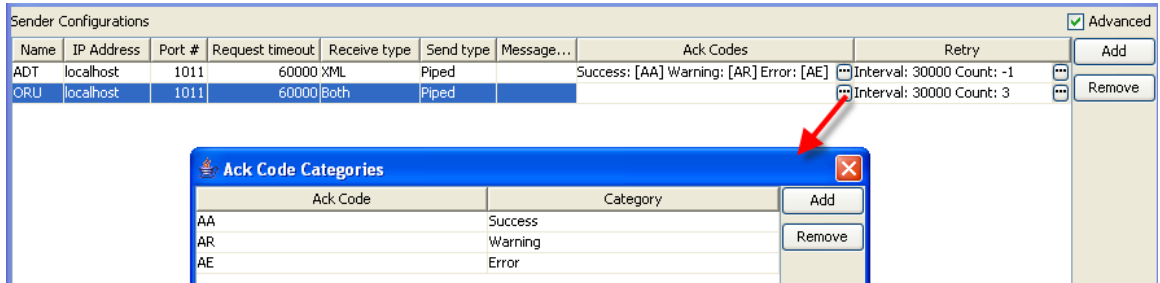 Sender Configurations Advanced
Name IP Address Port # Request timeout Receive type Send type Message... Ack Codes Retry Add
ADT localhost 1011 60000 XML Piped Success: [AA] Warning: [AR] Error: [AE] ... Interval: 30000 Count: -1 ...
ORU localhost 1011 60000 Both Piped ... Interval: 30000 Count: 3 ... Remove
Ack Code Categories
Ack Code Category Add
AA Success
AR Warning Remove
AE Error